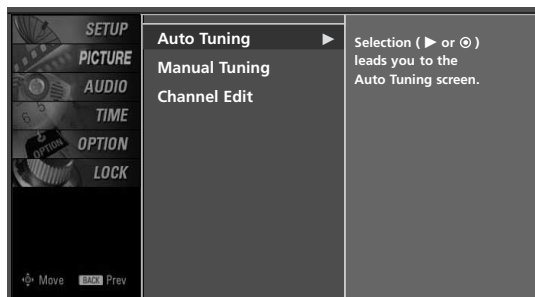 SETUP
PICTURE
AUDIO
TIME
OPTION
LOCK
Move BACK Prev
Auto Tuning ▶
Manual Tuning
Channel Edit
Selection ( ▶ or ⊙ )
leads you to the
Auto Tuning screen.